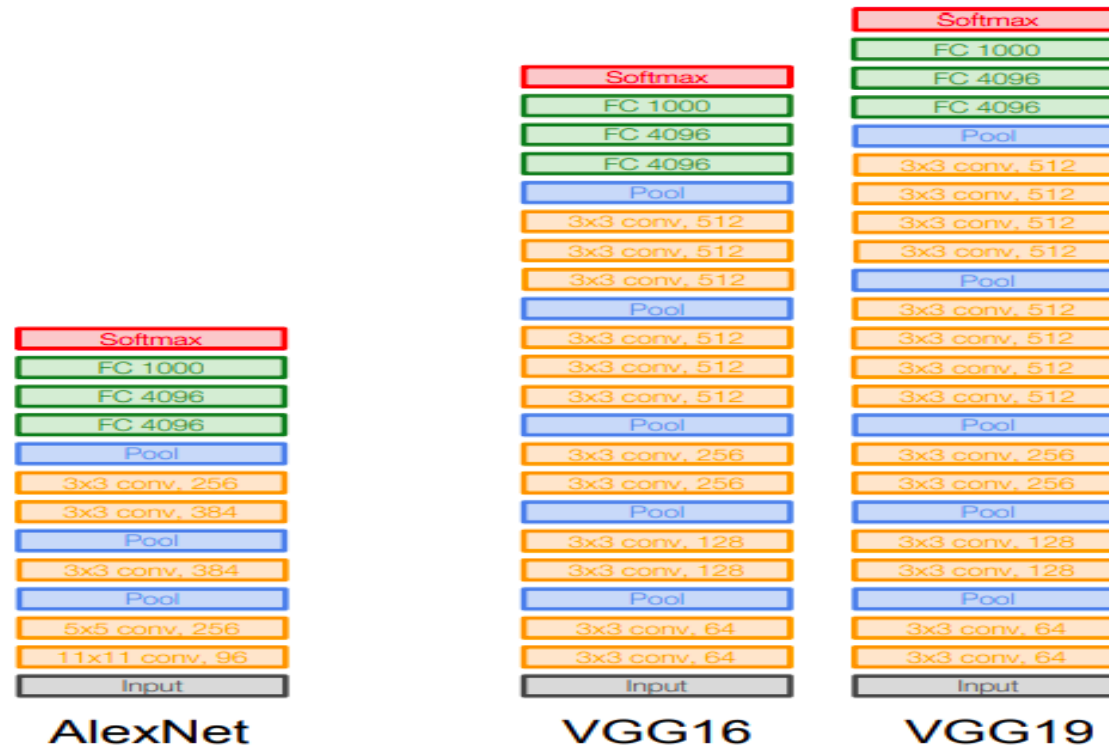 Softmax
FC 1000
FC 4096
FC 4096
Pool
3x3 conv, 256
3x3 conv, 384
Pool
3x3 conv, 384
Pool
5x5 conv, 256
11x11 conv, 96
Input
AlexNet
Softmax
FC 1000
FC 4096
FC 4096
Pool
3x3 conv, 512
3x3 conv, 512
3x3 conv, 512
Pool
3x3 conv, 512
3x3 conv, 512
3x3 conv, 512
Pool
3x3 conv, 256
3x3 conv, 256
Pool
3x3 conv, 128
3x3 conv, 128
Pool
3x3 conv, 64
3x3 conv, 64
Input
VGG16
Softmax
FC 1000
FC 4096
FC 4096
Pool
3x3 conv, 512
3x3 conv, 512
3x3 conv, 512
3x3 conv, 512
Pool
3x3 conv, 512
3x3 conv, 512
3x3 conv, 512
3x3 conv, 512
Pool
3x3 conv, 256
3x3 conv, 256
Pool
3x3 conv, 128
3x3 conv, 128
Pool
3x3 conv, 64
3x3 conv, 64
Input
VGG19